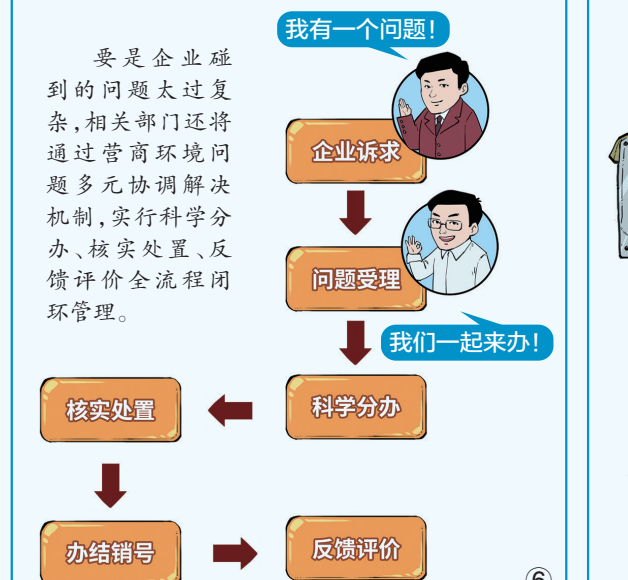 我有一个问题!
要是企业碰
到的问题太过复
杂,相关部门还将
通过营商环境问
题多元协调解决
机制,实行科学分
办、核实处置、反
馈评价全流程闭
环管理。
企业诉求
问题受理
我们一起来办!
科学分办
核实处置
办结销号
反馈评价
⑥